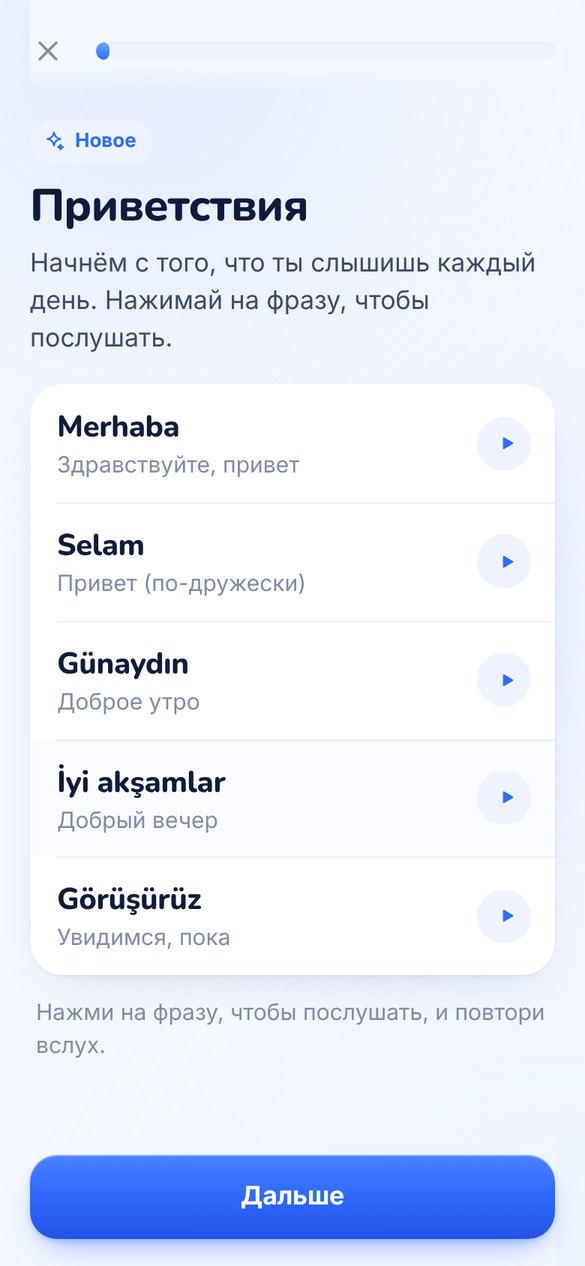 Новое
Приветствия
Начнём с того, что ты слышишь каждый
день. Нажимай на фразу, чтобы
послушать.
Merhaba
Здравствуйте, привет
Selam
Привет (по-дружески)
Günaydın
Доброе утро
İyi akşamlar
Добрый вечер
Görüşürüz
Увидимся, пока
Нажми на фразу, чтобы послушать, и повтори
вслух.
Дальше